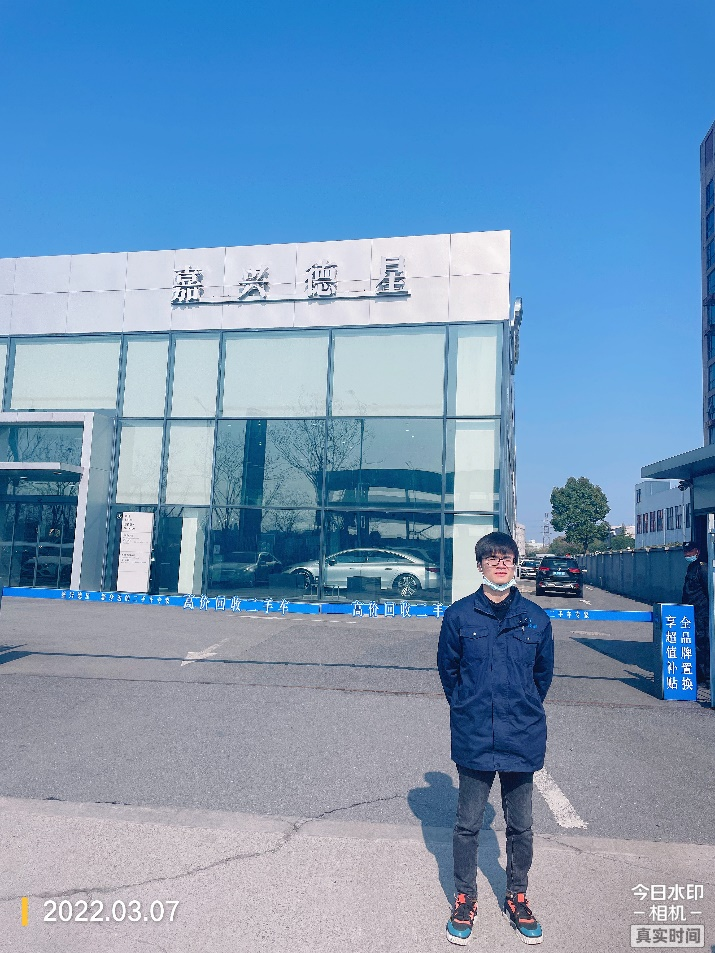 嘉兴德星
高价回收二手车
高价回收二手
全品牌置换
享超值补贴
2022.03.07
今日水印
相机
真实时间